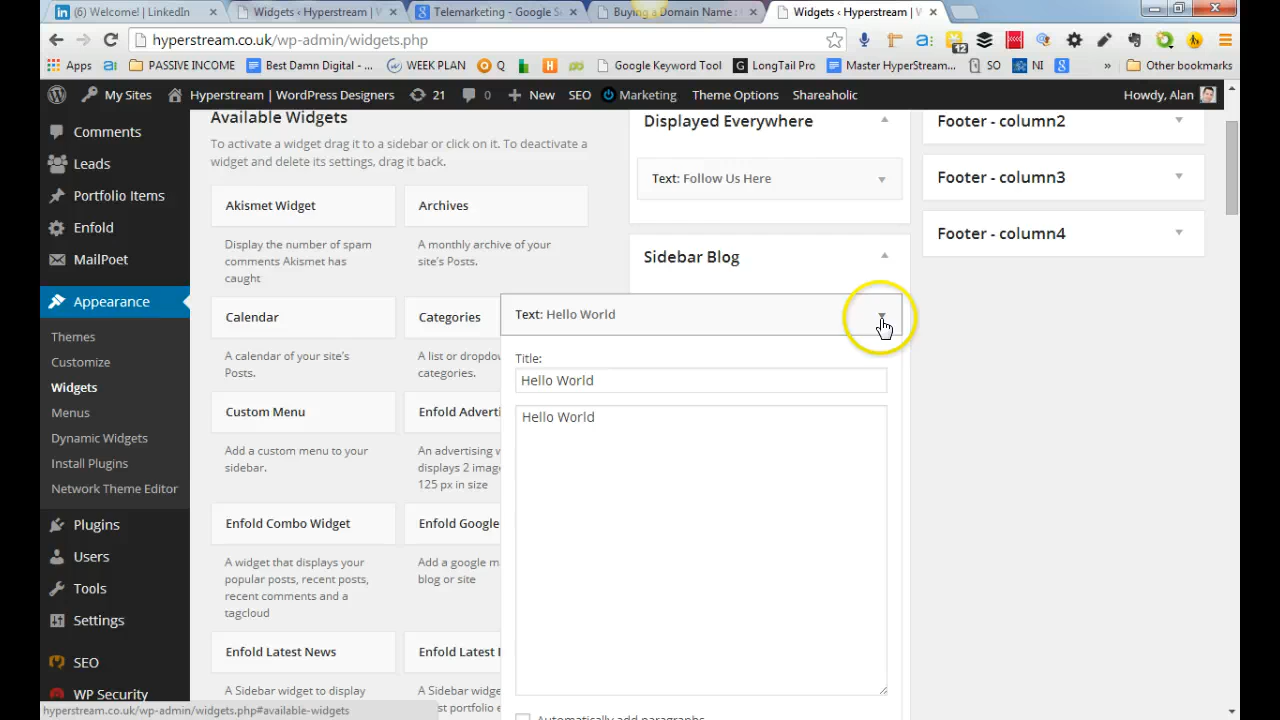 Welcome! | LinkedIn
Widgets ‹ Hyperstream | W
Telemarketing - Google S
Buying a Domain Name
Widgets ‹ Hyperstream | W
hyperstream.co.uk/wp-admin/widgets.php
12
Apps
PASSIVE INCOME
Best Damn Digital - ...
WEEK PLAN
Q
Google Keyword Tool
LongTail Pro
Master HyperStream...
SO
NI
»
Other bookmarks
My Sites
Hyperstream | WordPress Designers
21
0
New
SEO
Marketing
Theme Options
Shareaholic
Howdy, Alan
Comments
Leads
Portfolio Items
Enfold
MailPoet
Appearance
Themes
Customize
Widgets
Menus
Dynamic Widgets
Install Plugins
Network Theme Editor
Plugins
Users
Tools
Settings
SEO
WP Security
Available Widgets
To activate a widget drag it to a sidebar or click on it. To deactivate a
widget and delete its settings, drag it back.
Akismet Widget
Display the number of spam
comments Akismet has
caught
Archives
A monthly archive of your
site's Posts.
Calendar
A calendar of your site's
Posts.
Categories
A list or dropdo
categories.
Custom Menu
Add a custom menu to your
sidebar.
Enfold Adverti
An advertising w
displays 2 image
125 px in size
Enfold Combo Widget
A widget that displays your
popular posts, recent posts,
recent comments and a
tagcloud
Enfold Google
Add a google m
blog or site
Enfold Latest News
A Sidebar widget to display
Enfold Latest
A Sidebar widge
st portfolio e
Displayed Everywhere
Text: Follow Us Here
Sidebar Blog
Text: Hello World
Title:
Hello World
Hello World
Automatically add paragraphs
Footer - column2
Footer - column3
Footer - column4
hyperstream.co.uk/wp-admin/widgets.php#available-widgets